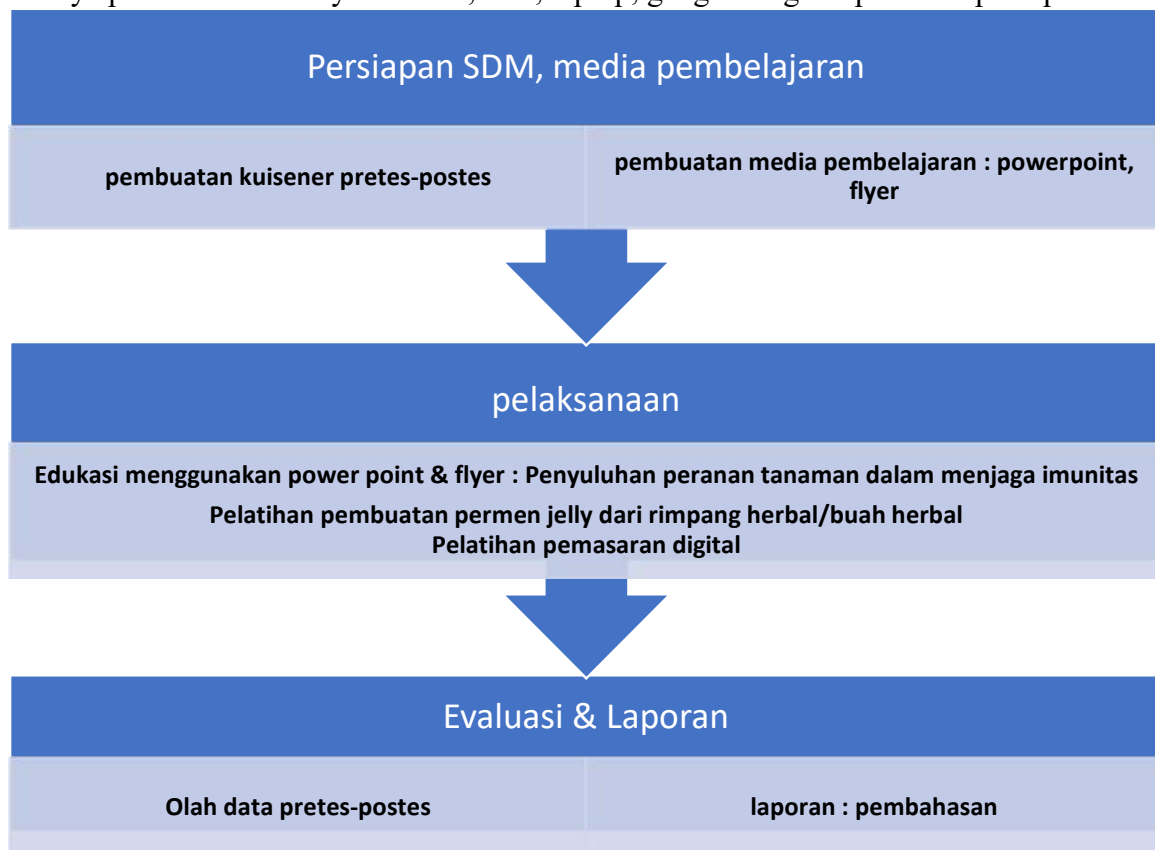 Persiapan SDM, media pembelajaran
pembuatan kuisener pretes-postes
pembuatan media pembelajaran : powerpoint,
flyer
pelaksanaan
Edukasi menggunakan power point & flyer : Penyuluhan peranan tanaman dalam menjaga imunitas
Pelatihan pembuatan permen jelly dari rimpang herbal/buah herbal
Pelatihan pemasaran digital
Evaluasi & Laporan
Olah data pretes-postes
laporan : pembahasan